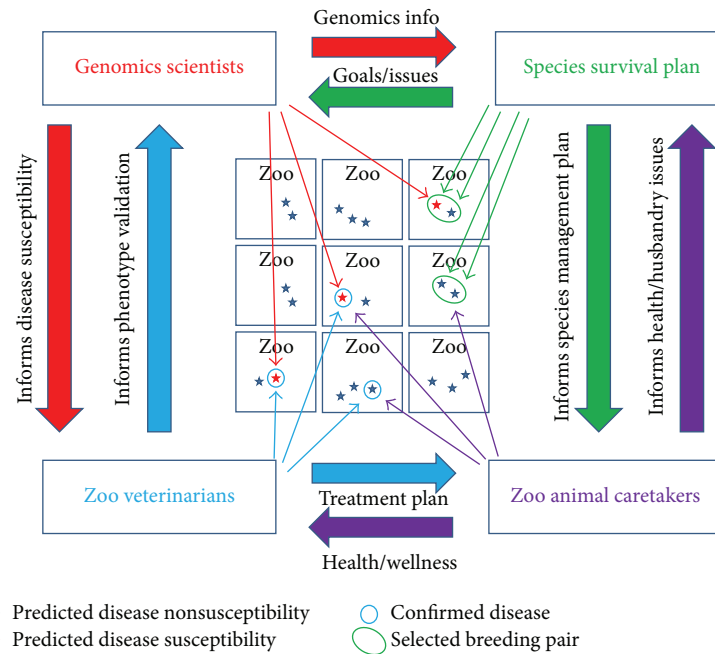 Genomics info
Genomics scientists
Species survival plan
Goals/issues
Informs disease susceptibility
Informs phenotype validation
Zoo
Zoo
Zoo
Zoo
Zoo
Zoo
Zoo
Zoo
Zoo
Informs species management plan
Informs health/husbandry issues
Zoo veterinarians
Treatment plan
Zoo animal caretakers
Health/wellness
Predicted disease nonsusceptibility
Confirmed disease
Predicted disease susceptibility
Selected breeding pair